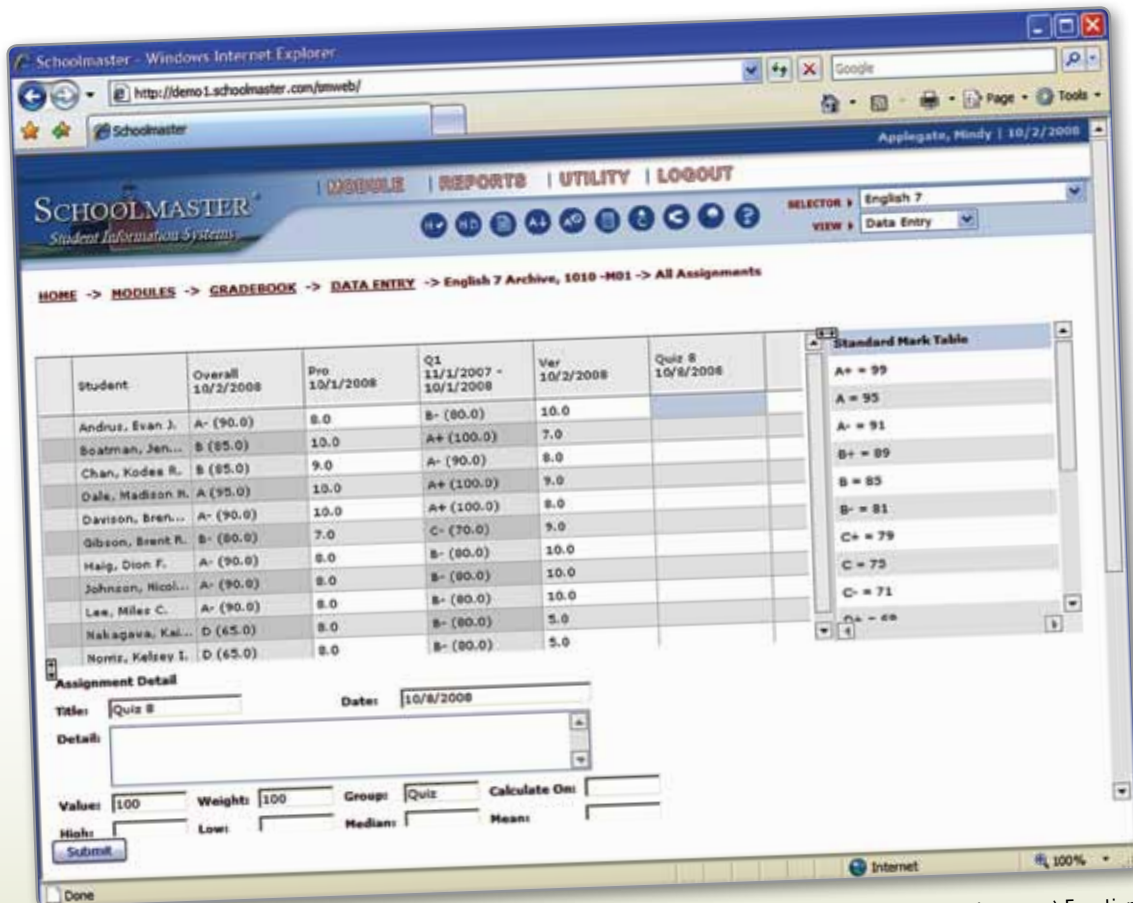 Schoolmaster - Windows Internet Explorer
http://demo1.schoolmaster.com/smweb/
Google
Schoolmaster
Page
Tools
Applegate, Mindy | 10/2/2008
SCHOOLMASTER
Student Information Systems
| MODULE | REPORTS | UTILITY | LOGOUT
SELECTOR English 7
VIEW Data Entry
HOME -> MODULES -> GRADEBOOK -> DATA ENTRY -> English 7 Archive, 1010 -M01 -> All Assignments
Student Overall 10/2/2008 Pro 10/1/2008 Q1 11/1/2007 - 10/1/2008 Ver 10/2/2008 Quiz 8 10/8/2008
Andrus, Evan J. A- (90.0) 8.0 B- (80.0) 10.0
Boatman, Jen... B (85.0) 10.0 A+ (100.0) 7.0
Chan, Kodee R. B (85.0) 9.0 A- (90.0) 8.0
Dale, Madison A (95.0) 10.0 A+ (100.0) 9.0
Davison, Bren... A- (90.0) 10.0 A+ (100.0) 8.0
Gibson, Brent R. B- (80.0) 7.0 C- (70.0) 9.0
Haig, Dion F. A- (90.0) 8.0 B- (80.0) 10.0
Johnson, Nicol... A- (90.0) 8.0 B- (80.0) 10.0
Lee, Miles C. A- (90.0) 8.0 B- (80.0) 10.0
Nakagava, Kai... D (65.0) 8.0 B- (80.0) 5.0
Norris, Kelsey I. D (65.0) 8.0 B- (80.0) 5.0
Standard Mark Table
A+ = 99
A = 95
A- = 91
B+ = 89
B = 85
B- = 81
C+ = 79
C = 75
C- = 71
D+ = 69
Assignment Detail
Title: Quiz 8 Date: 10/8/2008
Detail:
Value: 100 Weight: 100 Group: Quiz Calculate On:
High: Low: Median: Mean:
Submit
Done
Internet
100%